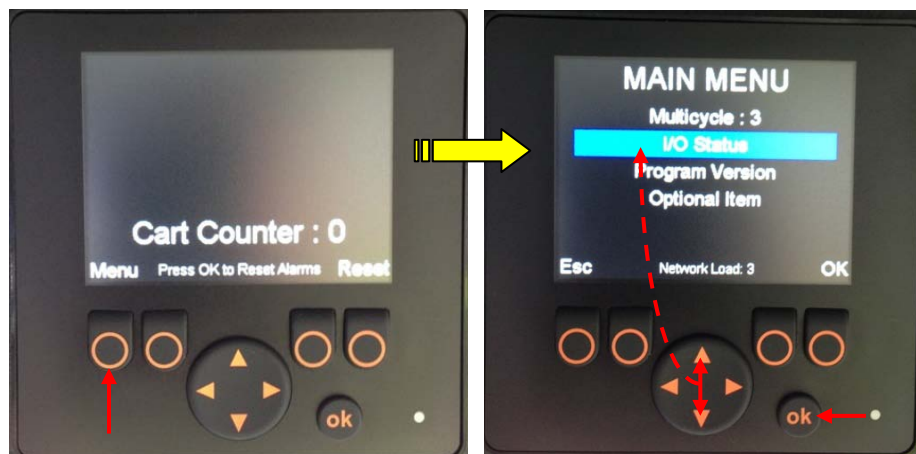 Cart Counter : 0
Menu Press OK to Reset Alarms Reset
ok
MAIN MENU
Multicycle : 3
I/O Status
Program Version
Optional Item
Esc Network Load: 3 OK
ok